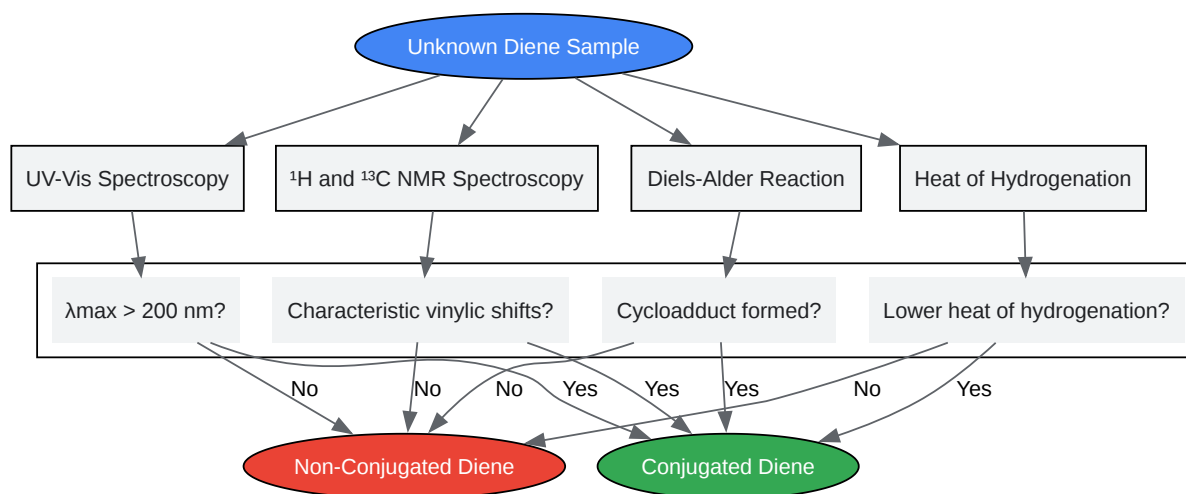 Unknown Diene Sample
UV-Vis Spectroscopy
¹H and ¹³C NMR Spectroscopy
Diels-Alder Reaction
Heat of Hydrogenation
λmax > 200 nm?
Characteristic vinylic shifts?
Cycloadduct formed?
Lower heat of hydrogenation?
No
No
No
Yes
Yes
Yes
No
Yes
Non-Conjugated Diene
Conjugated Diene